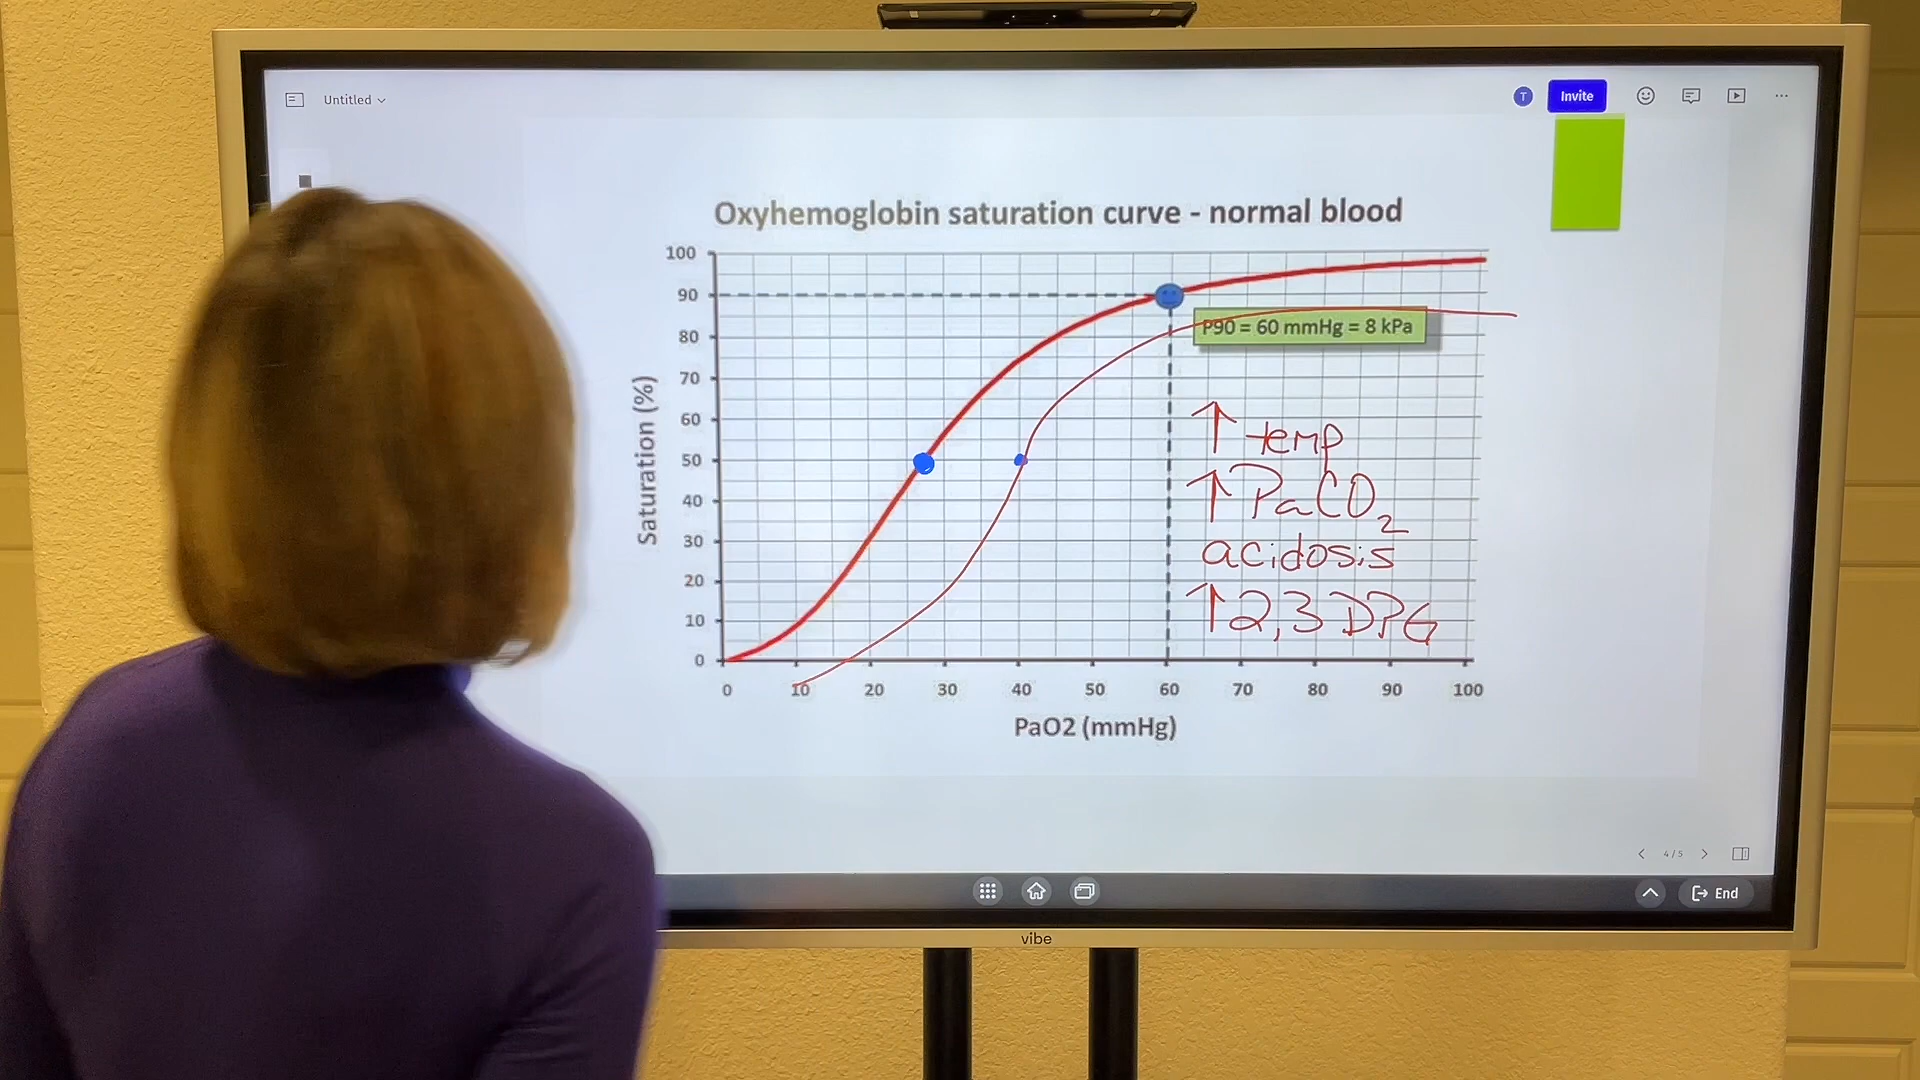 Untitled
T
Invite
Oxyhemoglobin saturation curve - normal blood
100
90
80
70
60
50
40
30
20
10
0
Saturation (%)
P90 = 60 mmHg = 8 kPa
↑ temp
↑ PaCO₂
acidosis
↑2,3 DPG
0 10 20 30 40 50 60 70 80 90 100
PaO2 (mmHg)
4/5
End
vibe